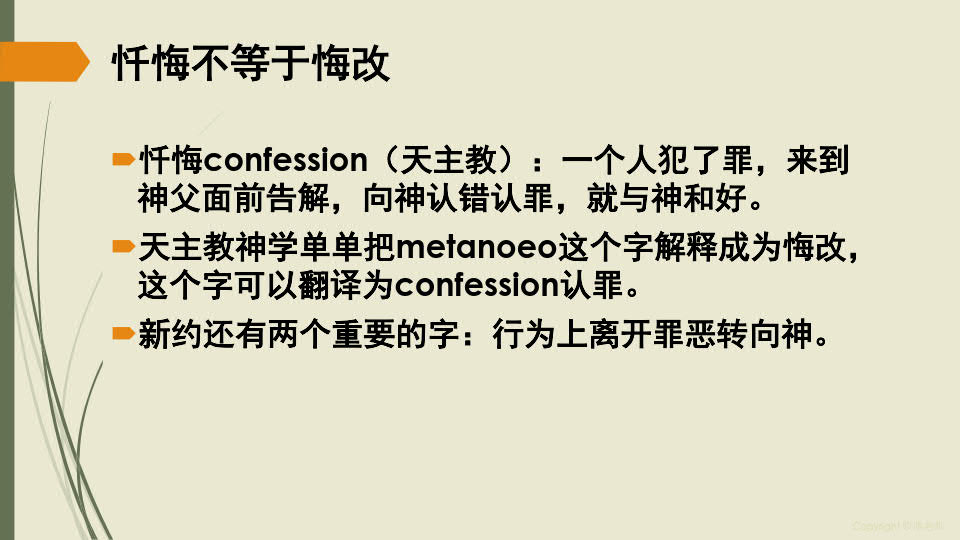 忏悔不等于悔改
忏悔confession（天主教）：一个人犯了罪，来到
神父面前告解，向神认错认罪，就与神和好。
天主教神学单单把metanoeo这个字解释成为悔改，
这个字可以翻译为confession认罪。
新约还有两个重要的字：行为上离开罪恶转向神。
Copyright